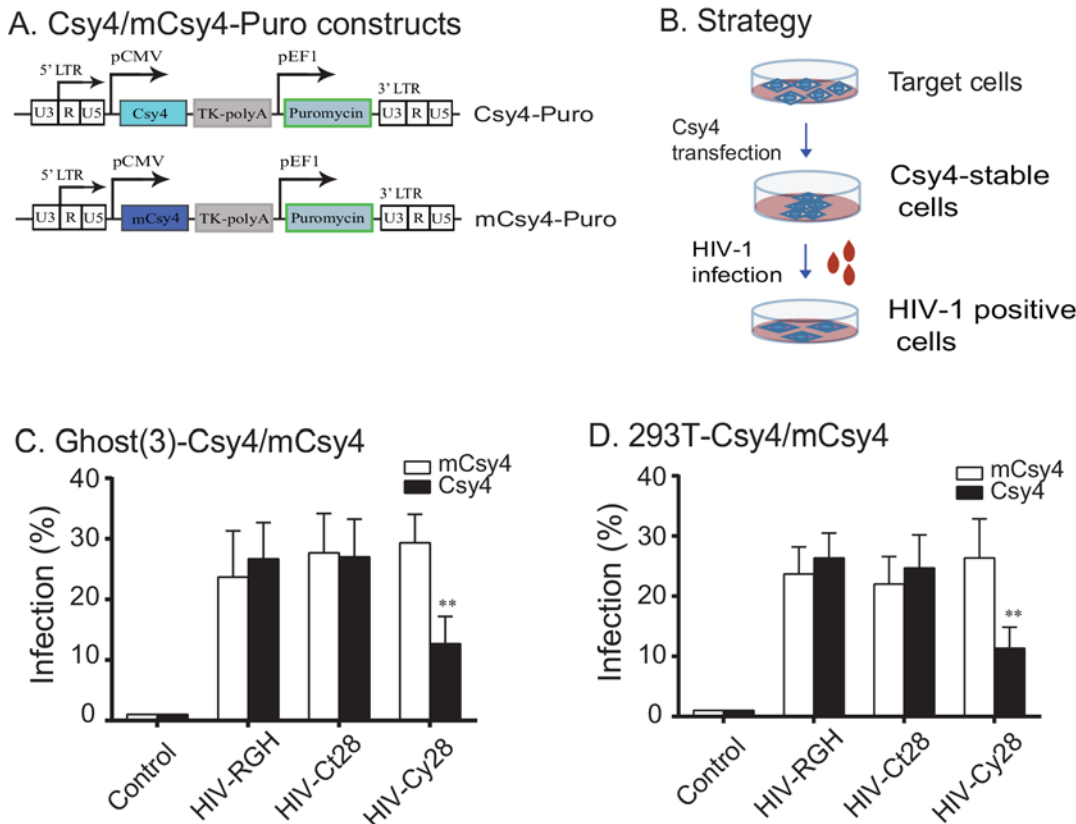 A. Csy4/mCsy4-Puro constructs
5' LTR
pCMV
pEF1
3' LTR
U3 R U5 Csy4 TK-polyA Puromycin U3 R U5 Csy4-Puro
5' LTR
pCMV
pEF1
3' LTR
U3 R U5 mCsy4 TK-polyA Puromycin U3 R U5 mCsy4-Puro
B. Strategy
Target cells
Csy4
transfection
Csy4-stable
cells
HIV-1
infection
HIV-1 positive
cells
C. Ghost(3)-Csy4/mCsy4
mCsy4
Csy4
Infection (%)
40
30
20
10
0
**
Control
HIV-RGH
HIV-Ct28
HIV-Cy28
D. 293T-Csy4/mCsy4
mCsy4
Csy4
Infection (%)
40
30
20
10
0
**
Control
HIV-RGH
HIV-Ct28
HIV-Cy28